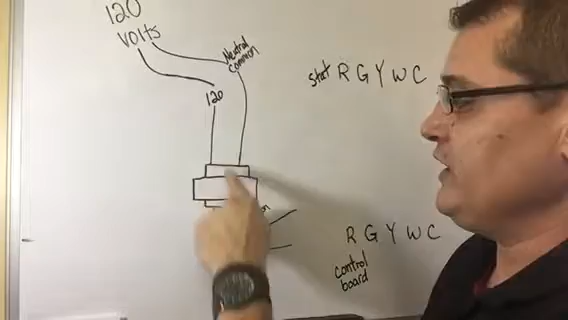 120
VOLTS
Neutral
Common
120
stat R G Y W C
R G Y W C
control
board